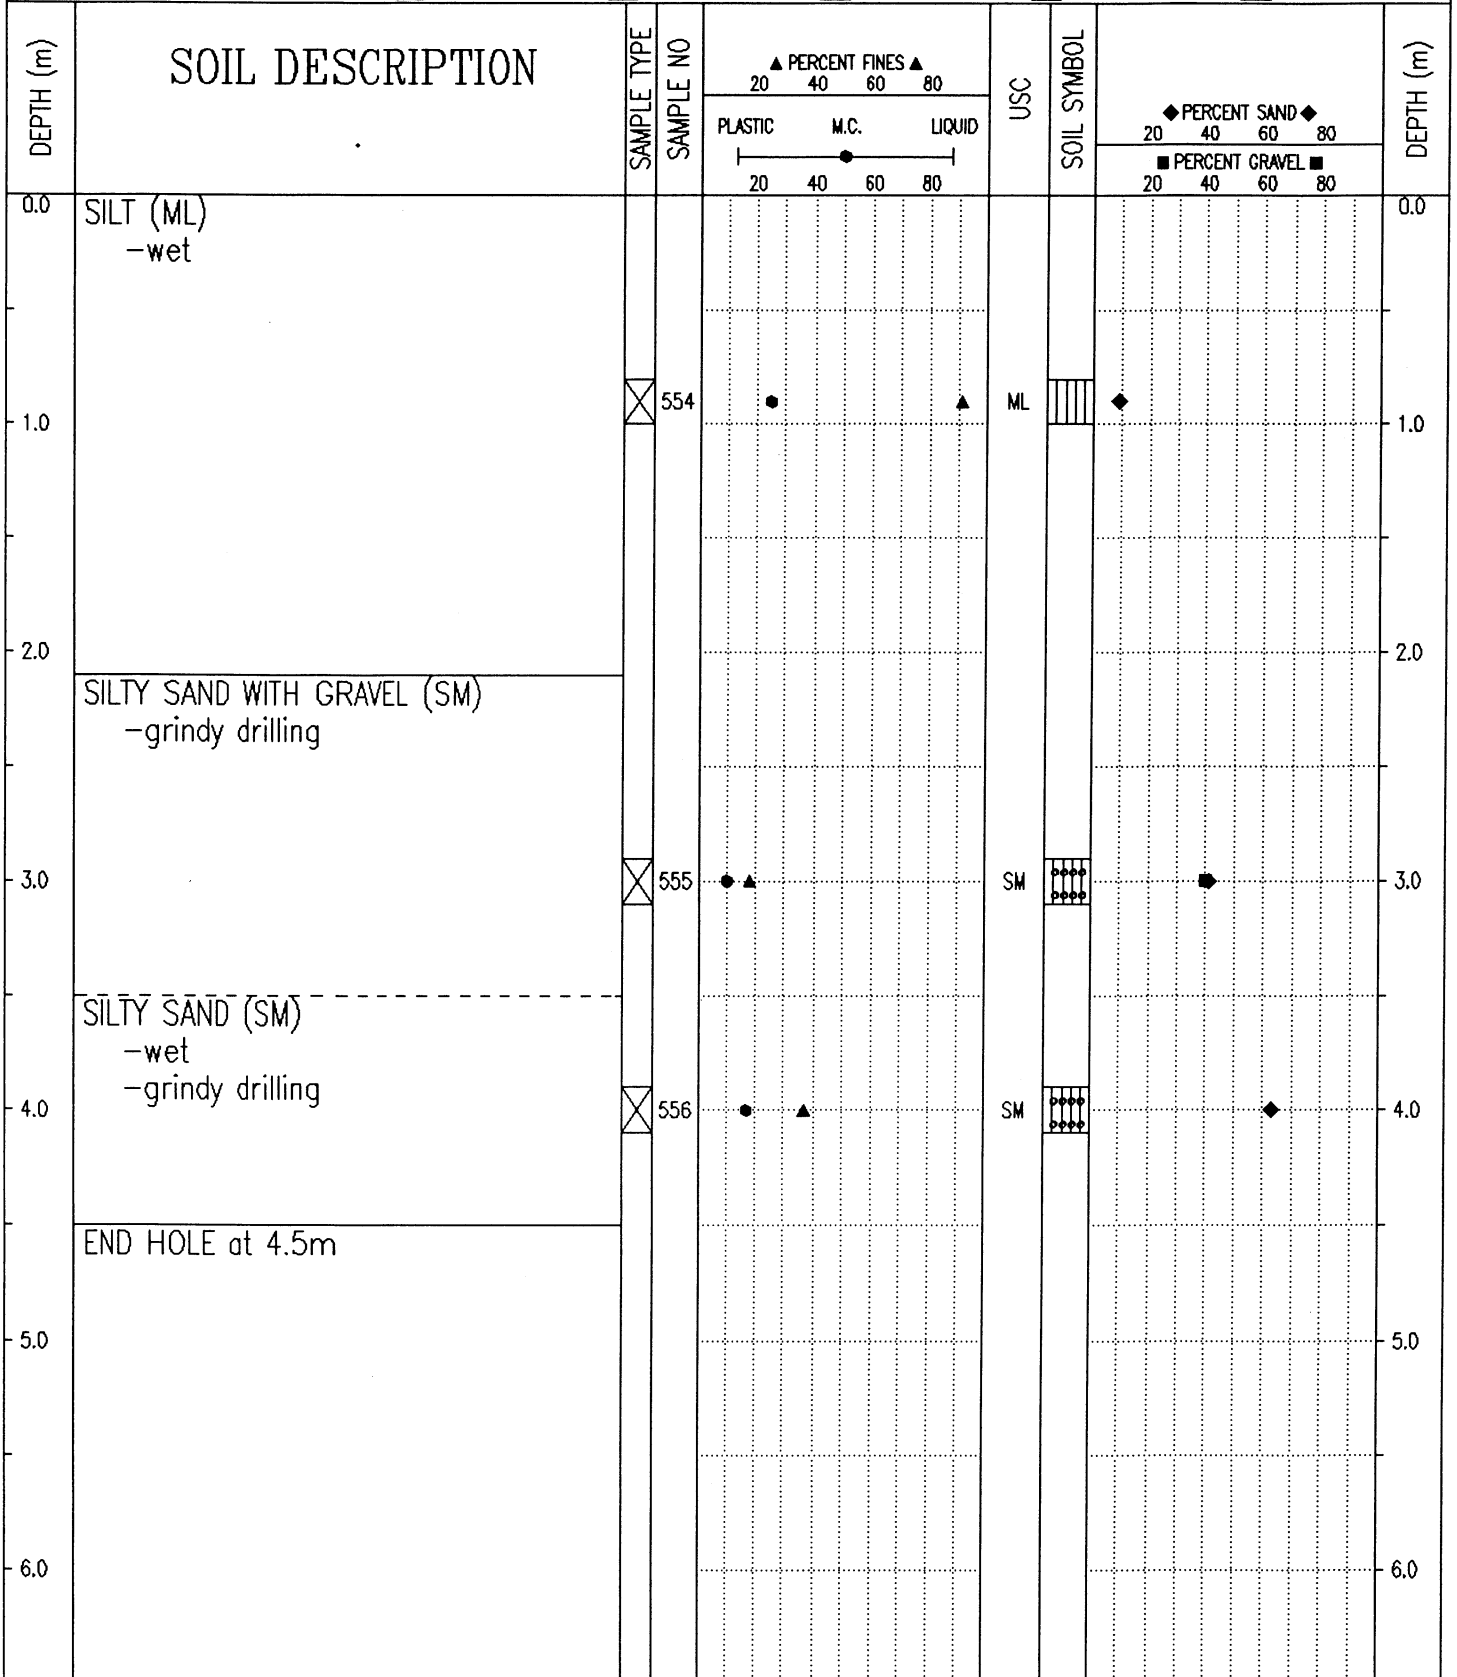 DEPTH (m)
SOIL DESCRIPTION
SAMPLE TYPE
SAMPLE NO
▲ PERCENT FINES ▲
20 40 60 80
PLASTIC M.C. LIQUID
20 40 60 80
USC
SOIL SYMBOL
◆PERCENT SAND◆
20 40 60 80
■PERCENT GRAVEL■
20 40 60 80
DEPTH (m)
0.0 SILT (ML) 0.0
-wet
554 ML
1.0 1.0
2.0 2.0
SILTY SAND WITH GRAVEL (SM)
-grindy drilling
3.0 555 SM 3.0
SILTY SAND (SM)
-wet
-grindy drilling
4.0 556 SM 4.0
END HOLE at 4.5m
5.0 5.0
6.0 6.0